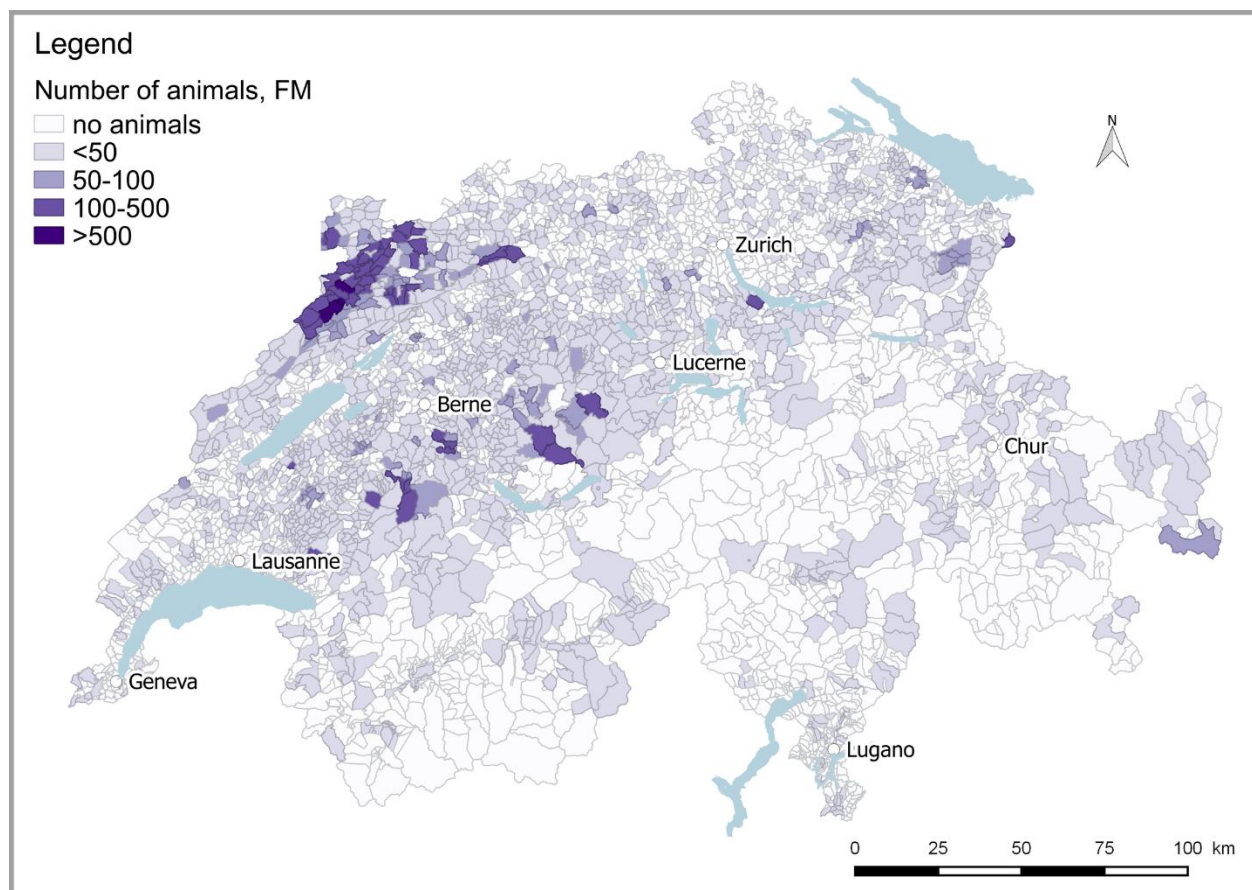 Legend
Number of animals, FM
no animals
<50
50-100
100-500
>500
N
Zurich
Lucerne
Berne
Chur
Lausanne
Geneva
Lugano
0 25 50 75 100 km